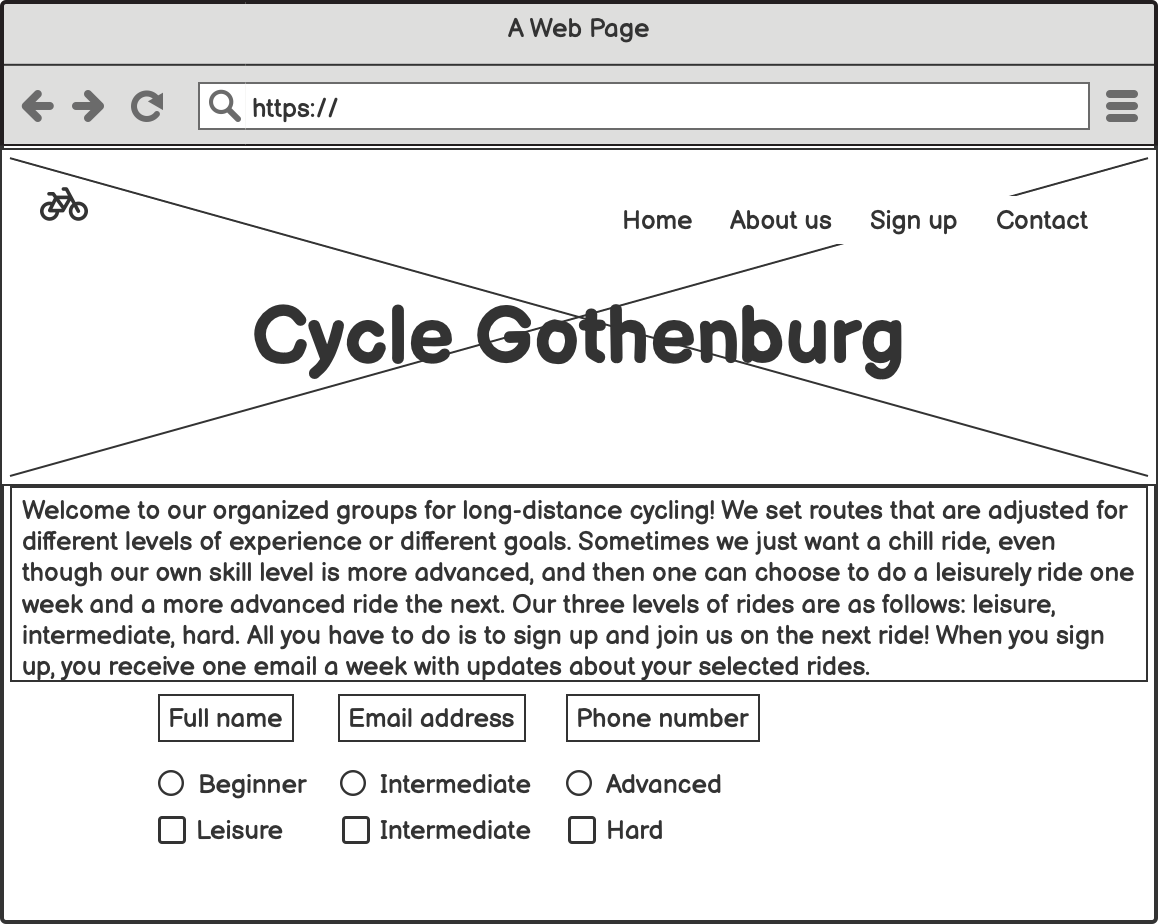 A Web Page
https://
Home About us Sign up Contact
Cycle Gothenburg
Welcome to our organized groups for long-distance cycling! We set routes that are adjusted for
different levels of experience or different goals. Sometimes we just want a chill ride, even
though our own skill level is more advanced, and then one can choose to do a leisurely ride one
week and a more advanced ride the next. Our three levels of rides are as follows: leisure,
intermediate, hard. All you have to do is to sign up and join us on the next ride! When you sign
up, you receive one email a week with updates about your selected rides.
Full name Email address Phone number
Beginner Intermediate Advanced
Leisure Intermediate Hard